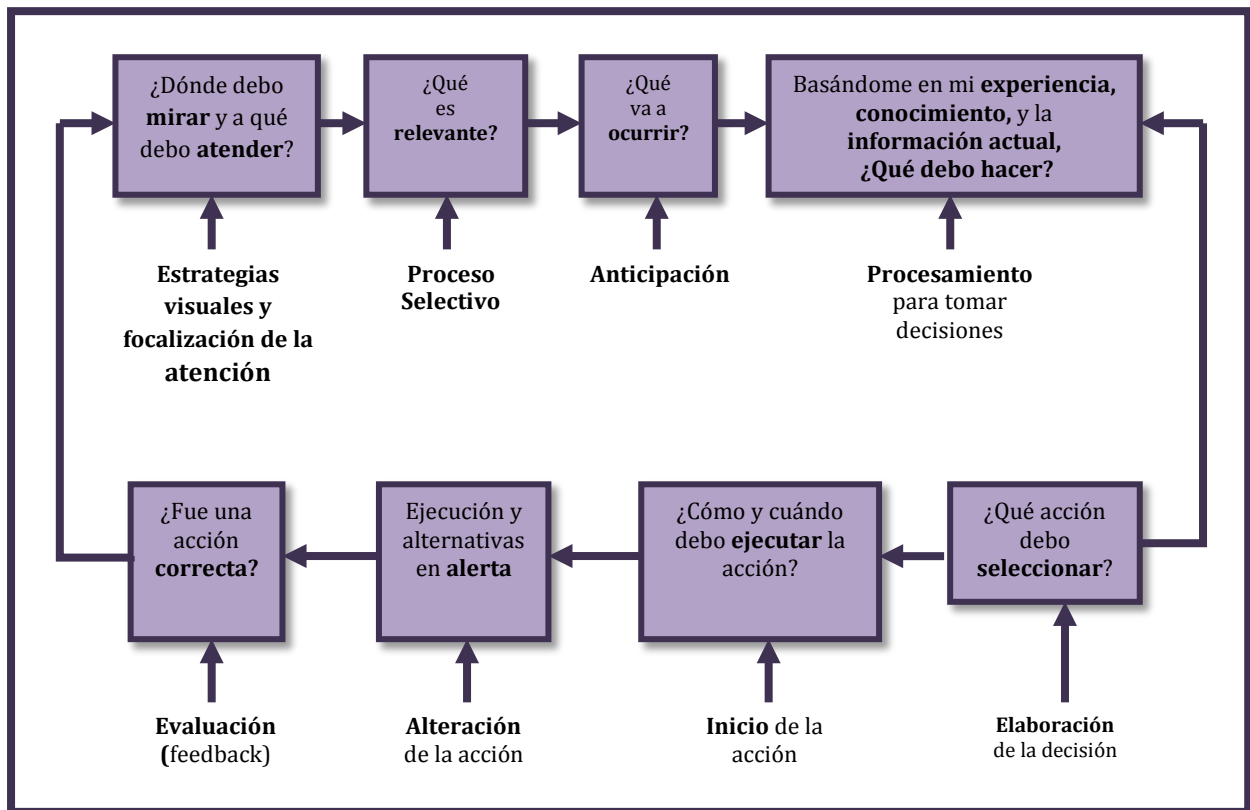 ¿Dónde debo
mirar y a qué
debo atender?
¿Qué
es
relevante?
¿Qué
va a
ocurrir?
Basándome en mi experiencia,
conocimiento, y la
información actual,
¿Qué debo hacer?
Estrategias
visuales y
focalización de la
atención
Proceso
Selectivo
Anticipación
Procesamiento
para tomar
decisiones
¿Fue una
acción
correcta?
Ejecución y
alternativas
en alerta
¿Cómo y cuándo
debo ejecutar la
acción?
¿Qué acción
debo
seleccionar?
Evaluación
(feedback)
Alteración
de la acción
Inicio de la
acción
Elaboración
de la decisión